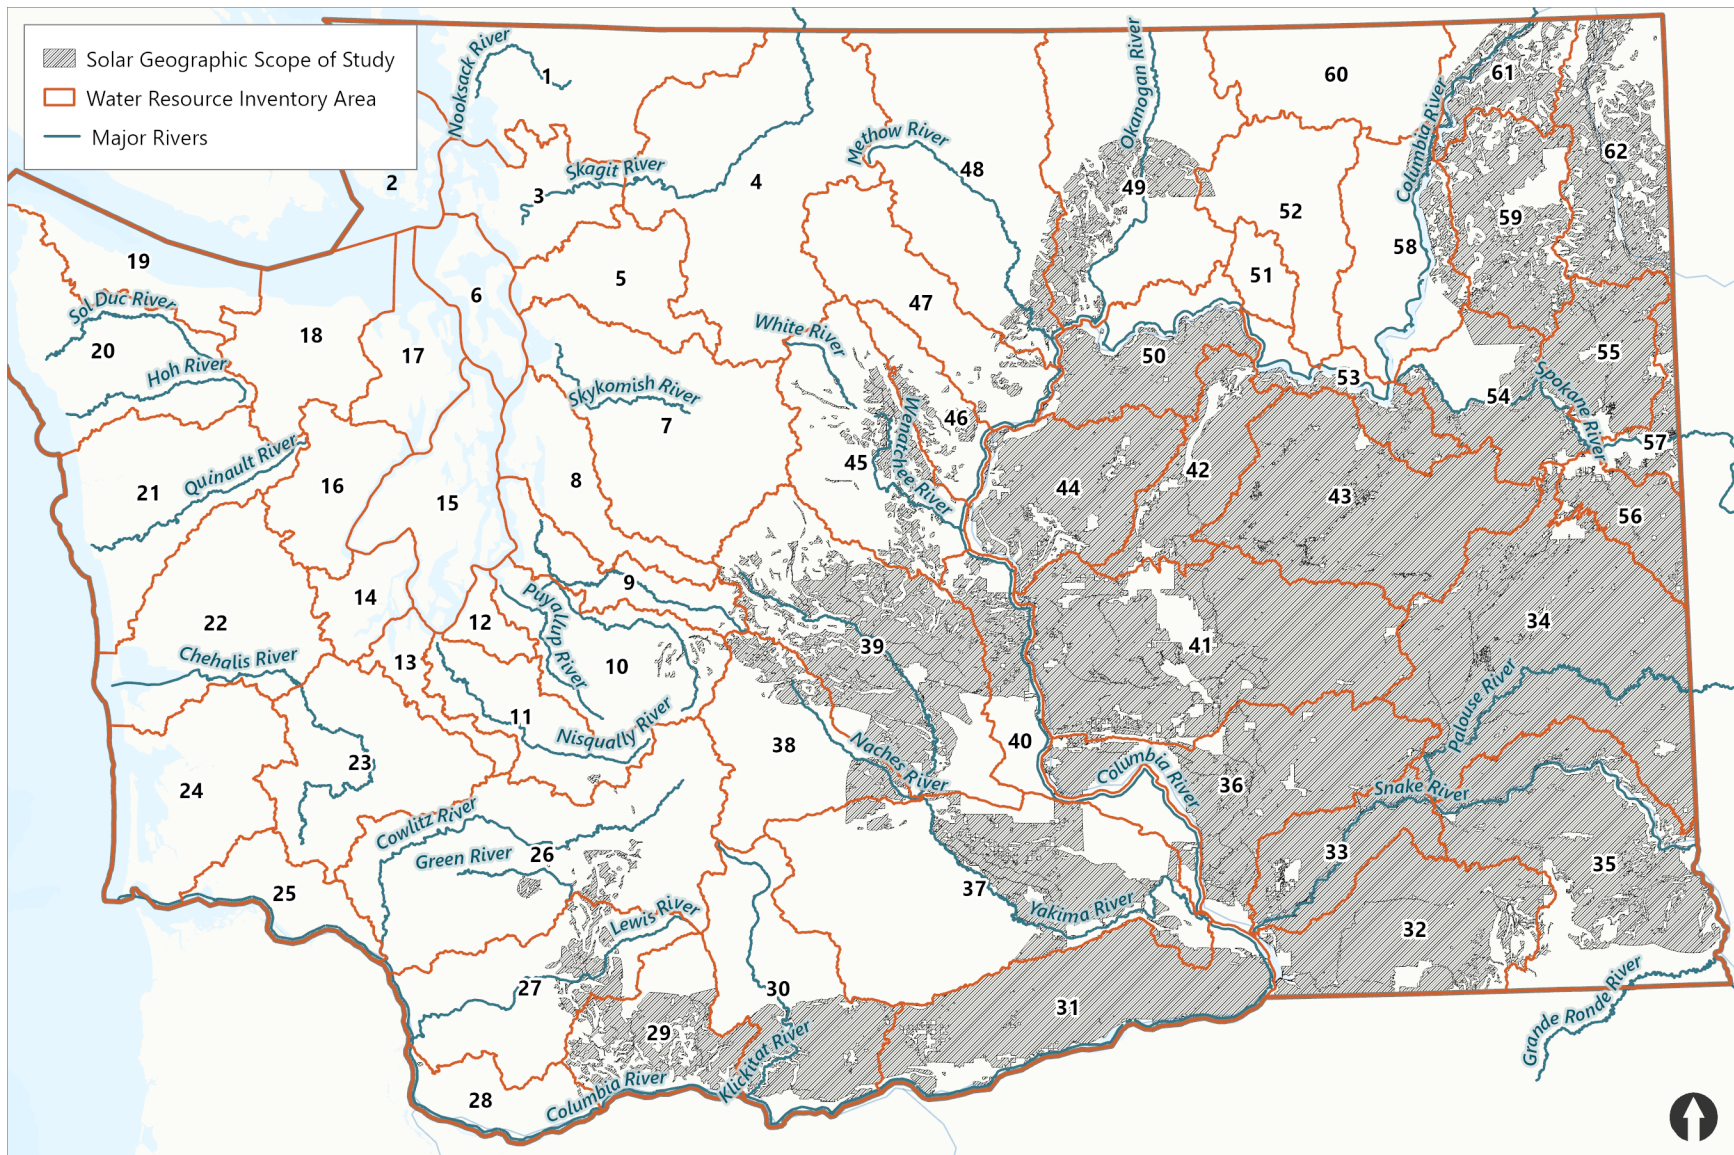 Solar Geographic Scope of Study
Water Resource Inventory Area
Major Rivers
Nooksack River
1
2
3
Skagit River
4
Methow River
48
Okanogan River
49
60
Columbia River
61
62
59
52
58
51
19
Sol Duc River
20
Hoh River
18
17
6
5
47
White River
Skykomish River
7
50
53
54
55
Spokane River
57
46
Wenatchee River
45
44
42
43
56
21
Quinault River
16
15
8
14
9
12
Puyallup River
10
22
Chehalis River
13
11
Nisqually River
39
41
34
Palouse River
38
Naches River
40
Columbia River
36
Snake River
23
24
Cowlitz River
Green River
26
25
33
35
37
Yakima River
32
Lewis River
27
30
31
29
Klickitat River
28
Columbia River
Grande Ronde River